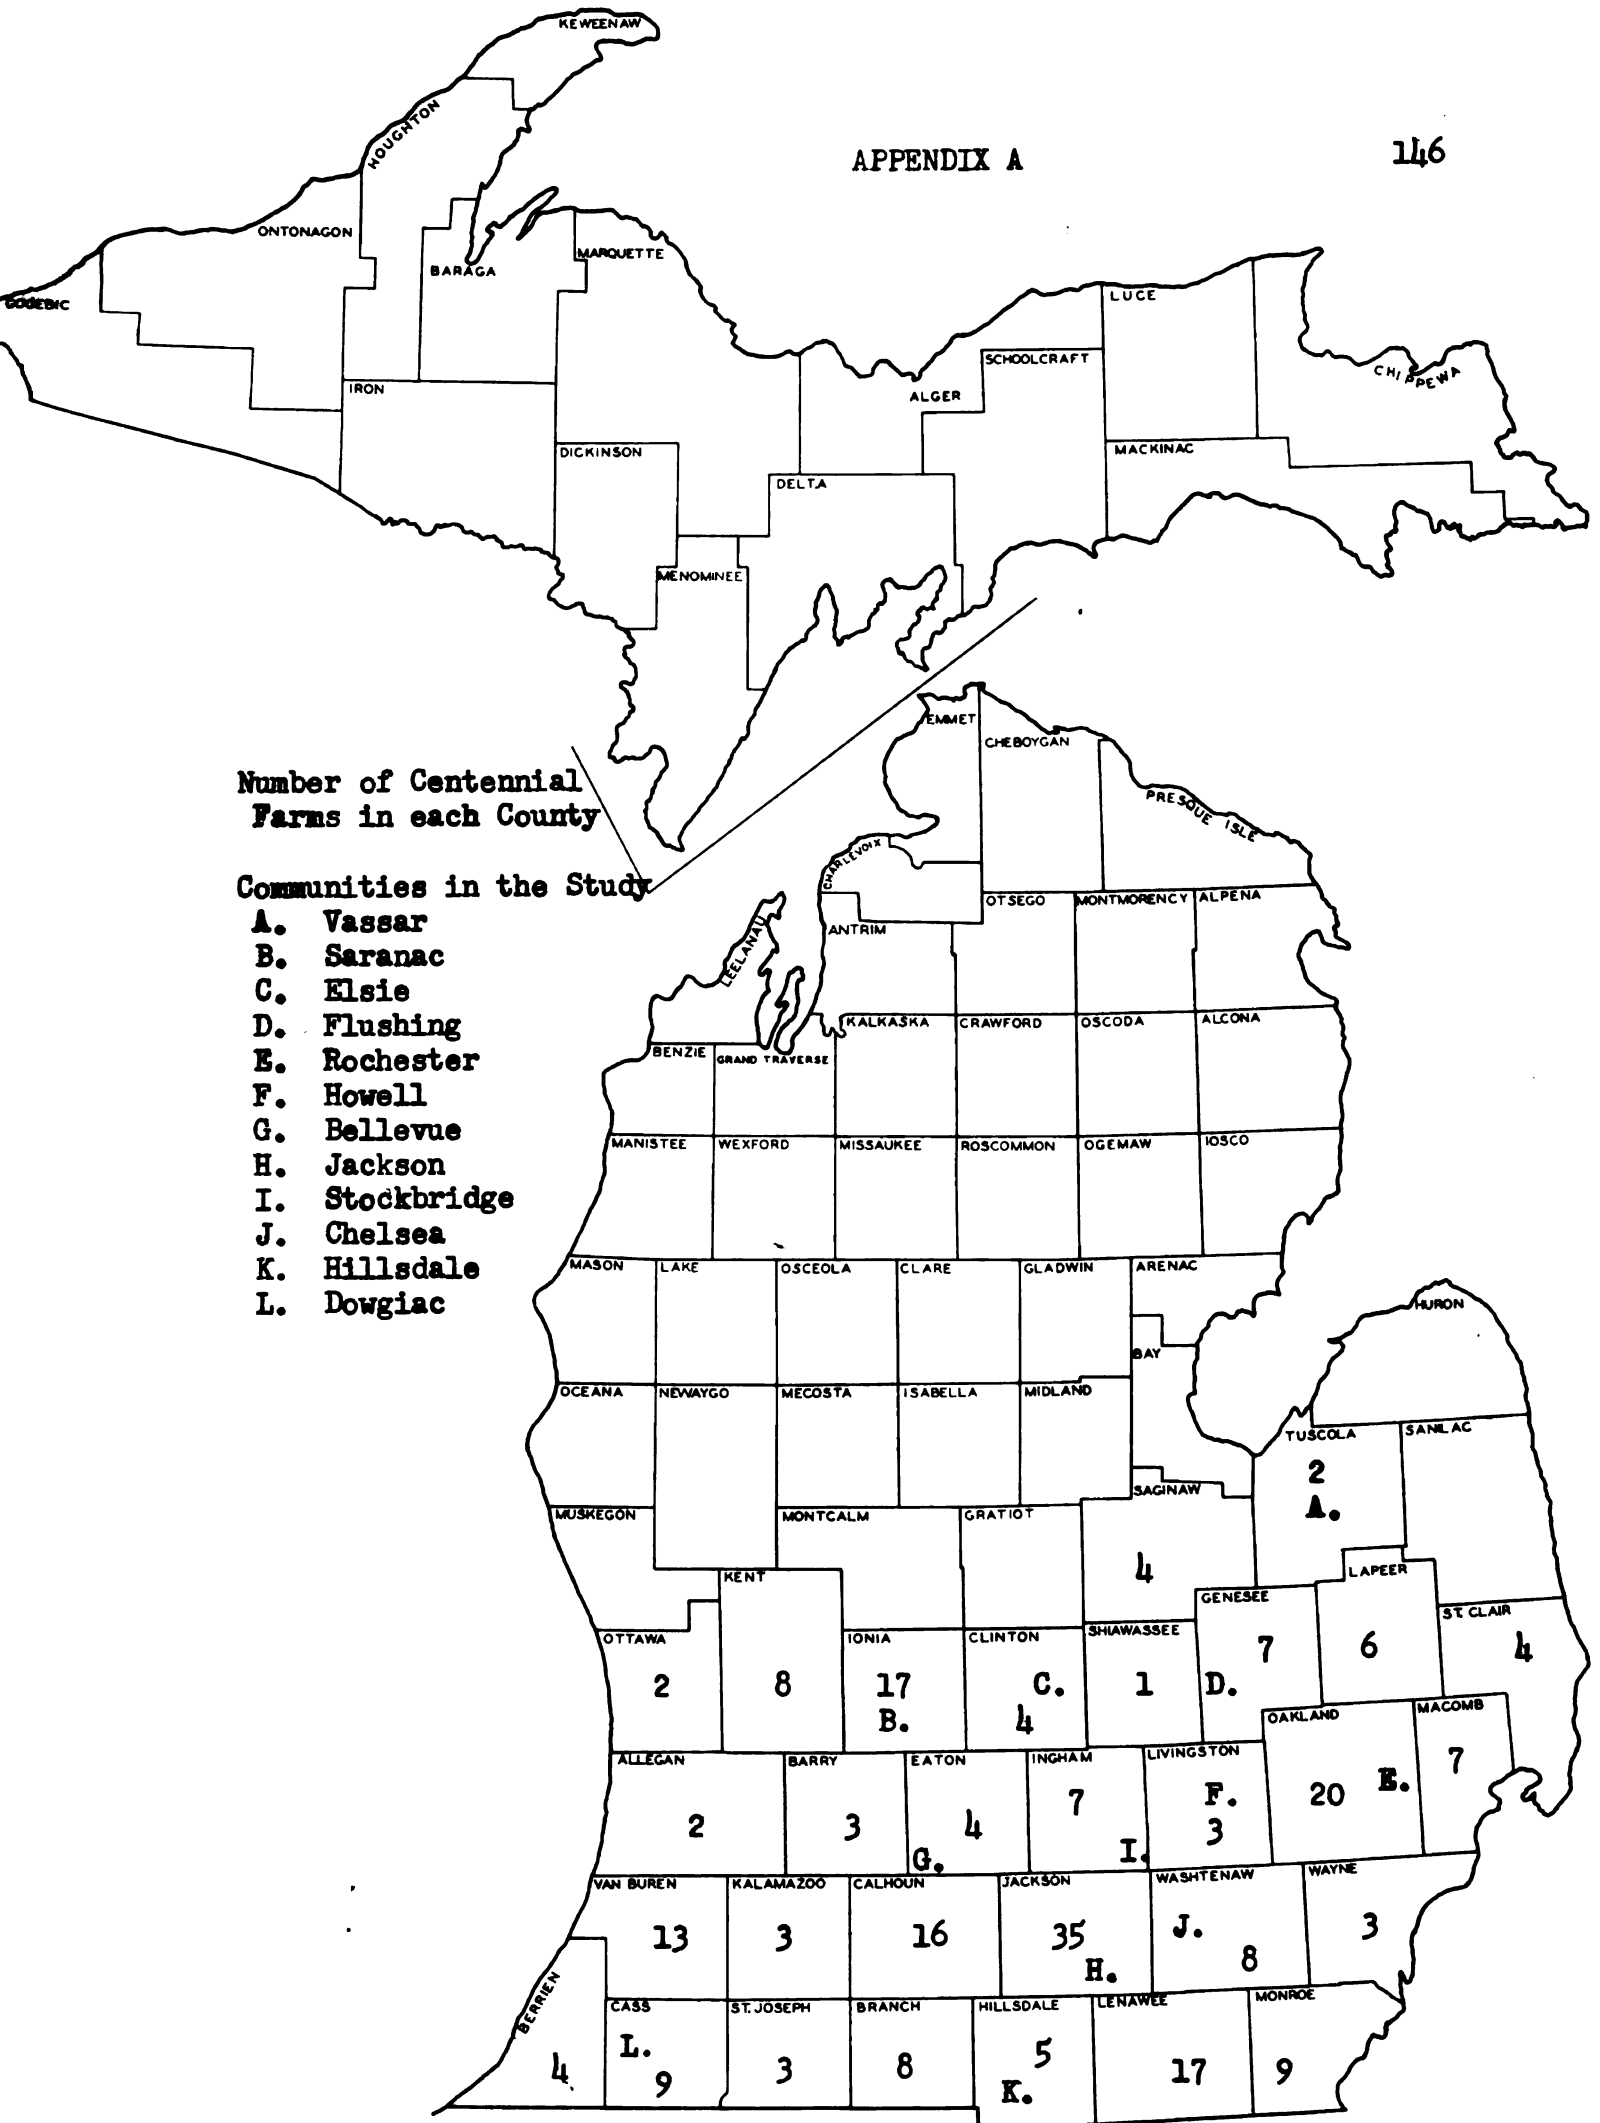 KEWEENAW
HOUGHTON
APPENDIX A
146
ONTONAGON
MARQUETTE
BARAGA
GOGEBIC
LUCE
SCHOOLCRAFT
CHIPPEWA
IRON
ALGER
DICKINSON
MACKINAC
DELTA
MENOMINEE
EMMET
CHEBOYGAN
Number of Centennial
Farms in each County
PRESQUE ISLE
CHARLEVOIX
Communities in the Study
A. Vassar
B. Saranac
C. Elsie
D. Flushing
E. Rochester
F. Howell
G. Bellevue
H. Jackson
I. Stockbridge
J. Chelsea
K. Hillsdale
L. Dowgiac
OTSEGO MONTMORENCY ALPENA
ANTRIM
LEELANAU
KALKASKA CRAWFORD OSCODA ALCONA
BENZIE GRAND TRAVERSE
MANISTEE WEXFORD MISSAUKEE ROSCOMMON OGEMAW IOSCO
MASON LAKE OSCEOLA CLARE GLADWIN ARENAC
HURON
BAY
OCEANA NEWAYGO MECOSTA ISABELLA MIDLAND
TUSCOLA SANILAC
2
A.
SAGINAW
MUSKEGON MONTCALM GRATIOT
4
KENT
LAPEER
GENESEE
ST. CLAIR
OTTAWA IONIA CLINTON SHIAWASSEE
7 6 4
2 8 17 C. 1 D.
B. 4
OAKLAND MACOMB
ALLEGAN BARRY EATON INGHAM LIVINGSTON
7 F. 20 E. 7
2 3 4 3
G. I.
VAN BUREN KALAMAZOO CALHOUN JACKSON WASHTENAW WAYNE
13 3 16 35 J. 3
H. 8
BERRIEN
CASS ST. JOSEPH BRANCH HILLSDALE LENAWEE MONROE
L. 5
4 9 3 8 17 9
K.